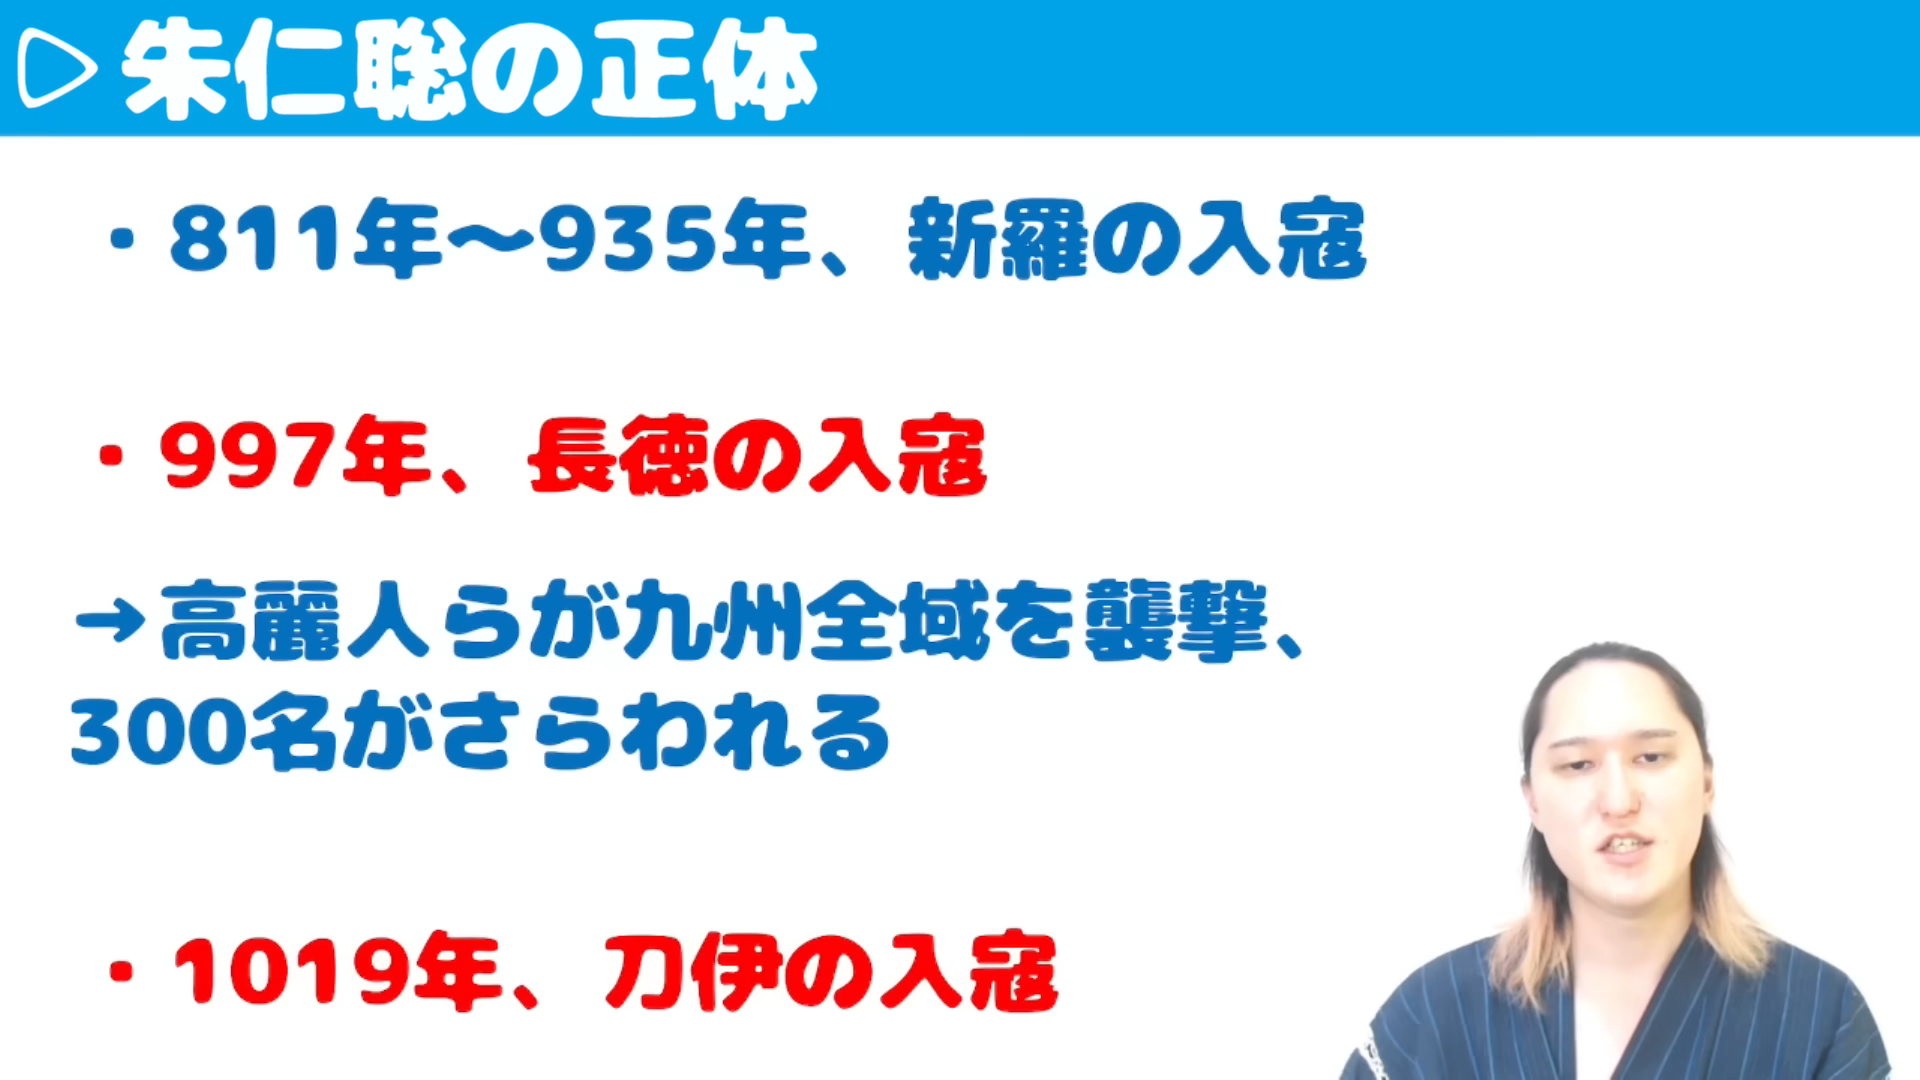 朱仁聡の正体
・811年〜935年、新羅の入寇
・997年、長徳の入寇
→高麗人らが九州全域を襲撃、
300名がさらわれる
・1019年、刀伊の入寇